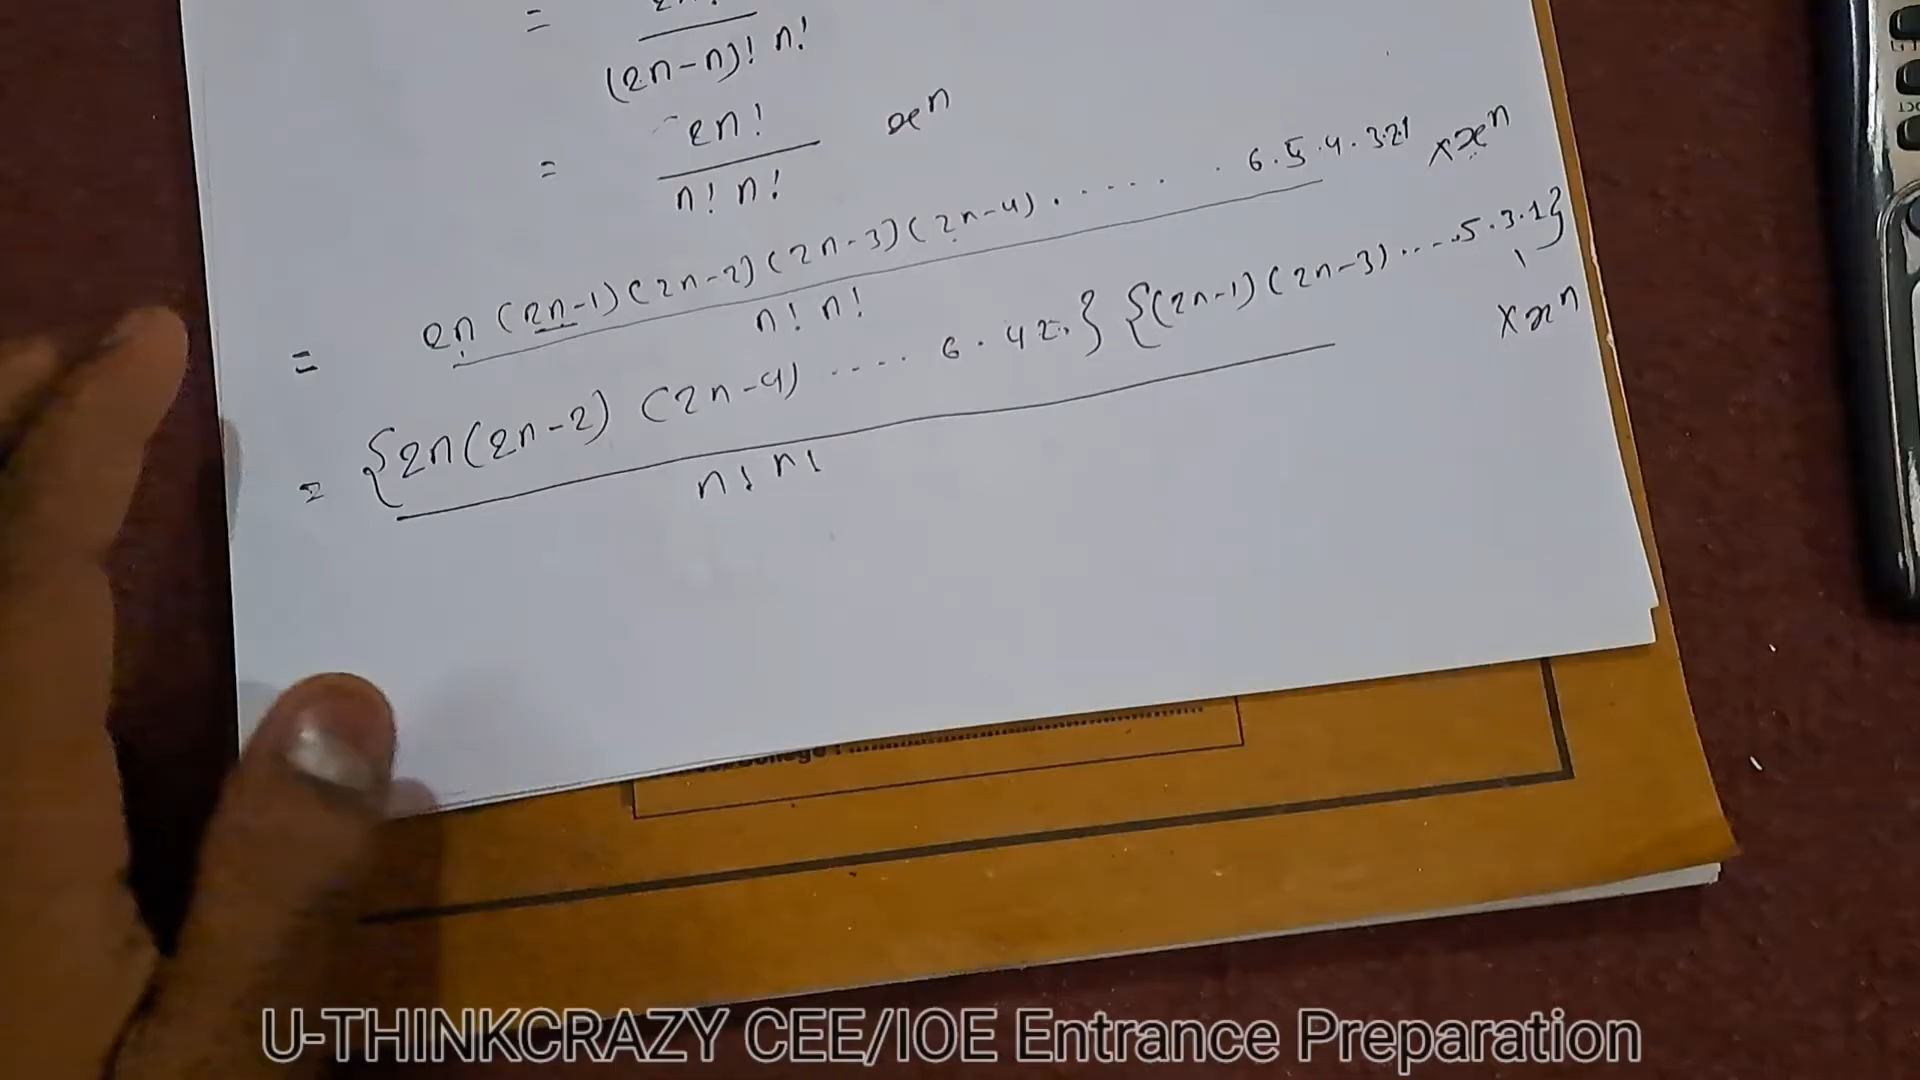 =
(2n-n)! n!
= 2n! / n! n! xⁿ
= 2n (2n-1) (2n-2) (2n-3) (2n-4) . ..... . 6.5.4.3.2.1 / n! n! × xⁿ
= {2n(2n-2) (2n-4) ..... 6.4 2.} {(2n-1) (2n-3) .....5.3.1} / n! n! × xⁿ
U-THINKCRAZY CEE/IOE Entrance Preparation